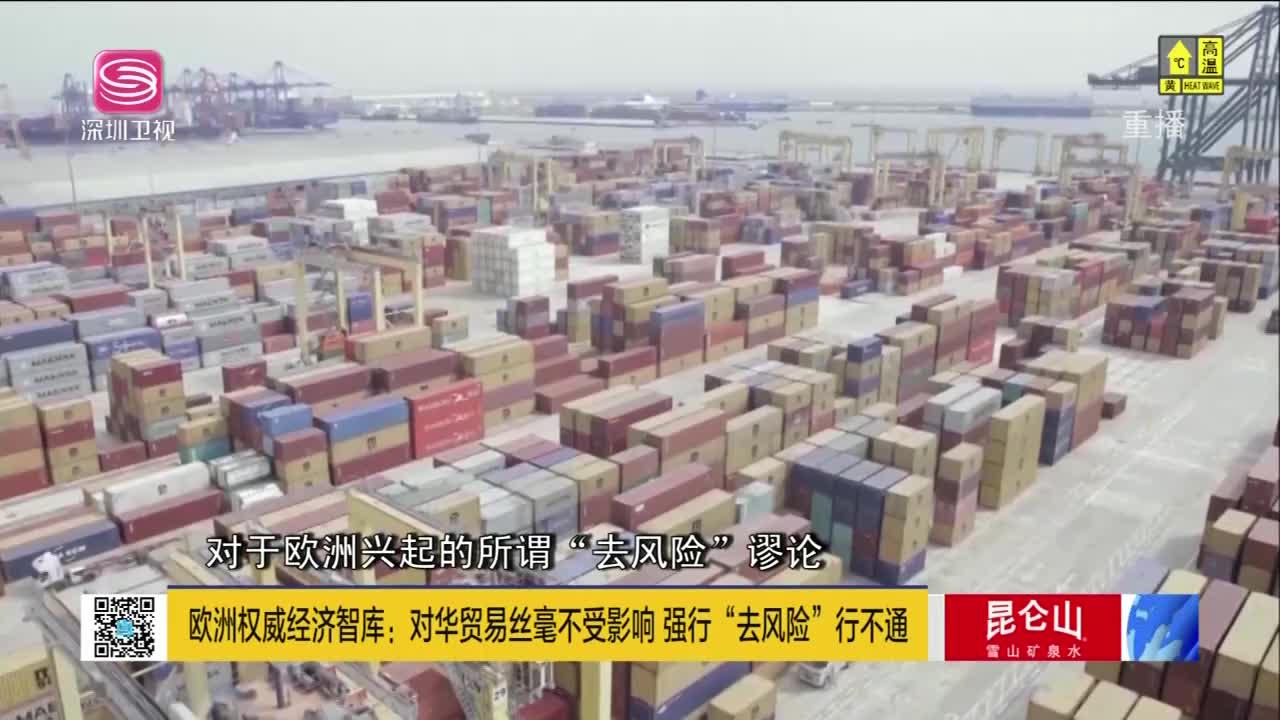 深圳卫视
高温
℃
黄 HEAT WAVE
重播
MAERSK
对于欧洲兴起的所谓“去风险”谬论
欧洲权威经济智库：对华贸易丝毫不受影响 强行“去风险”行不通
昆仑山
雪山矿泉水
29